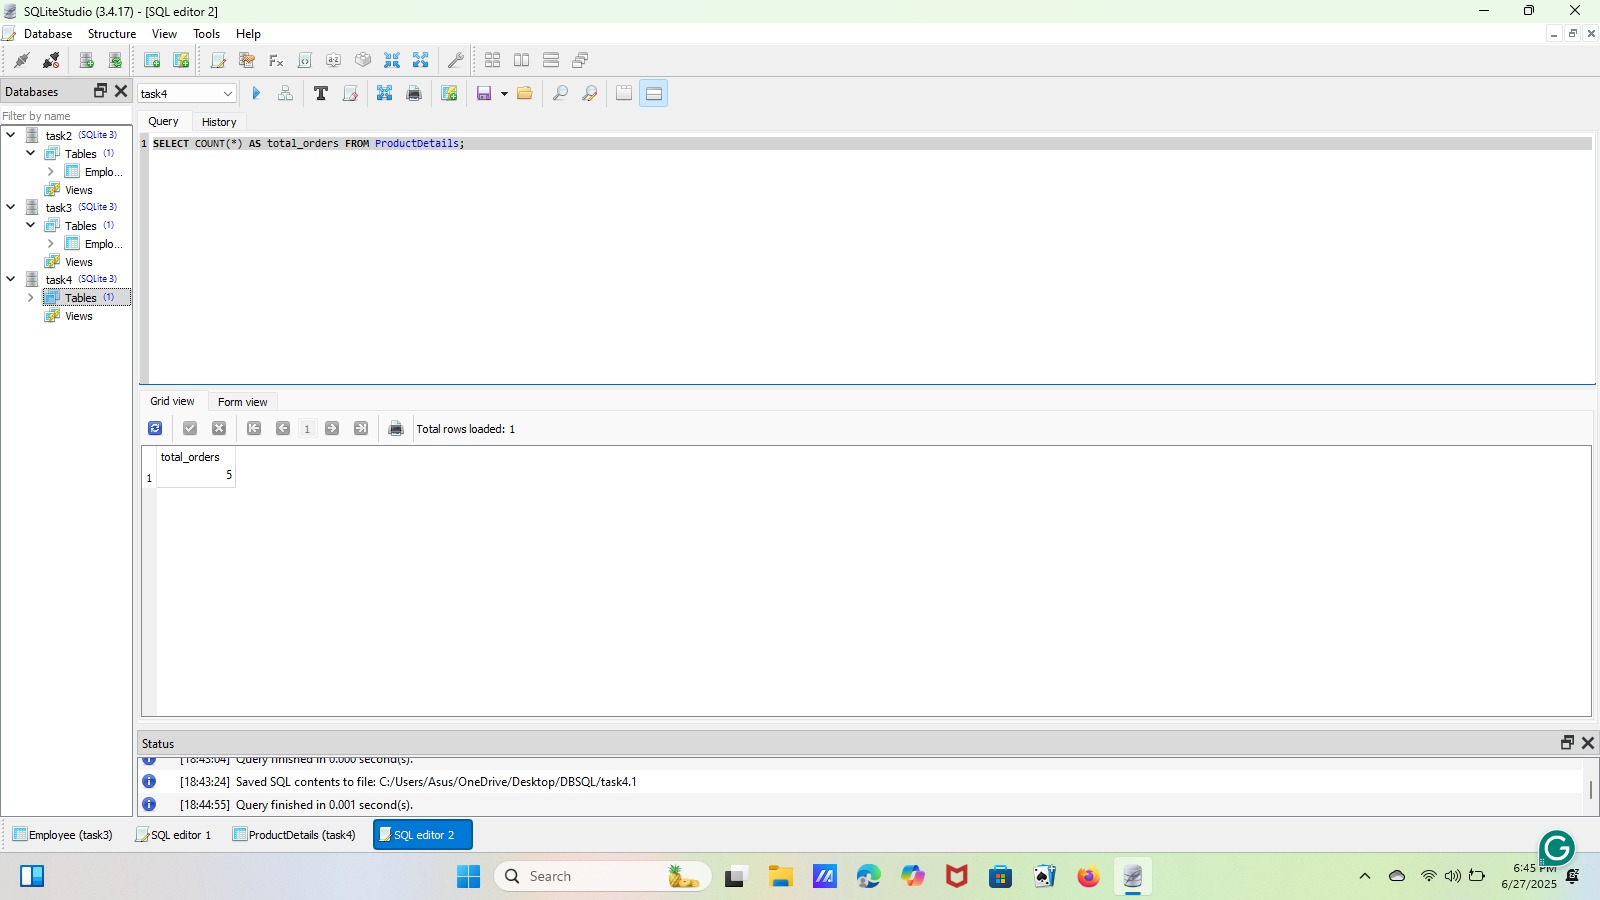 SQLiteStudio (3.4.17) - [SQL editor 2]
Database Structure View Tools Help
Databases
task4
Filter by name
Query History
task2 (SQLite 3)
Tables (1)
Emplo...
Views
task3 (SQLite 3)
Tables (1)
Emplo...
Views
task4 (SQLite 3)
Tables (1)
Views
1 SELECT COUNT(*) AS total_orders FROM ProductDetails;
Grid view Form view
1 Total rows loaded: 1
total_orders
1 5
Status
[18:43:04] Query finished in 0.000 second(s).
[18:43:24] Saved SQL contents to file: C:/Users/Asus/OneDrive/Desktop/DBSQL/task4.1
[18:44:55] Query finished in 0.001 second(s).
Employee (task3) SQL editor 1 ProductDetails (task4) SQL editor 2
Search
6:45 PM
6/27/2025